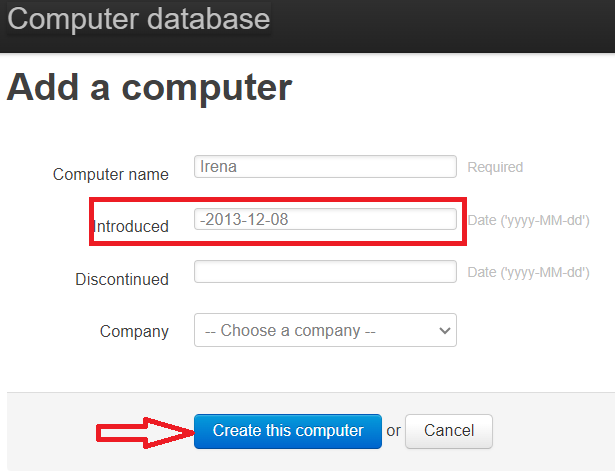 Computer database
Add a computer
Computer name Irena Required
Introduced -2013-12-08 Date ('yyyy-MM-dd')
Discontinued Date ('yyyy-MM-dd')
Company -- Choose a company --
Create this computer or Cancel